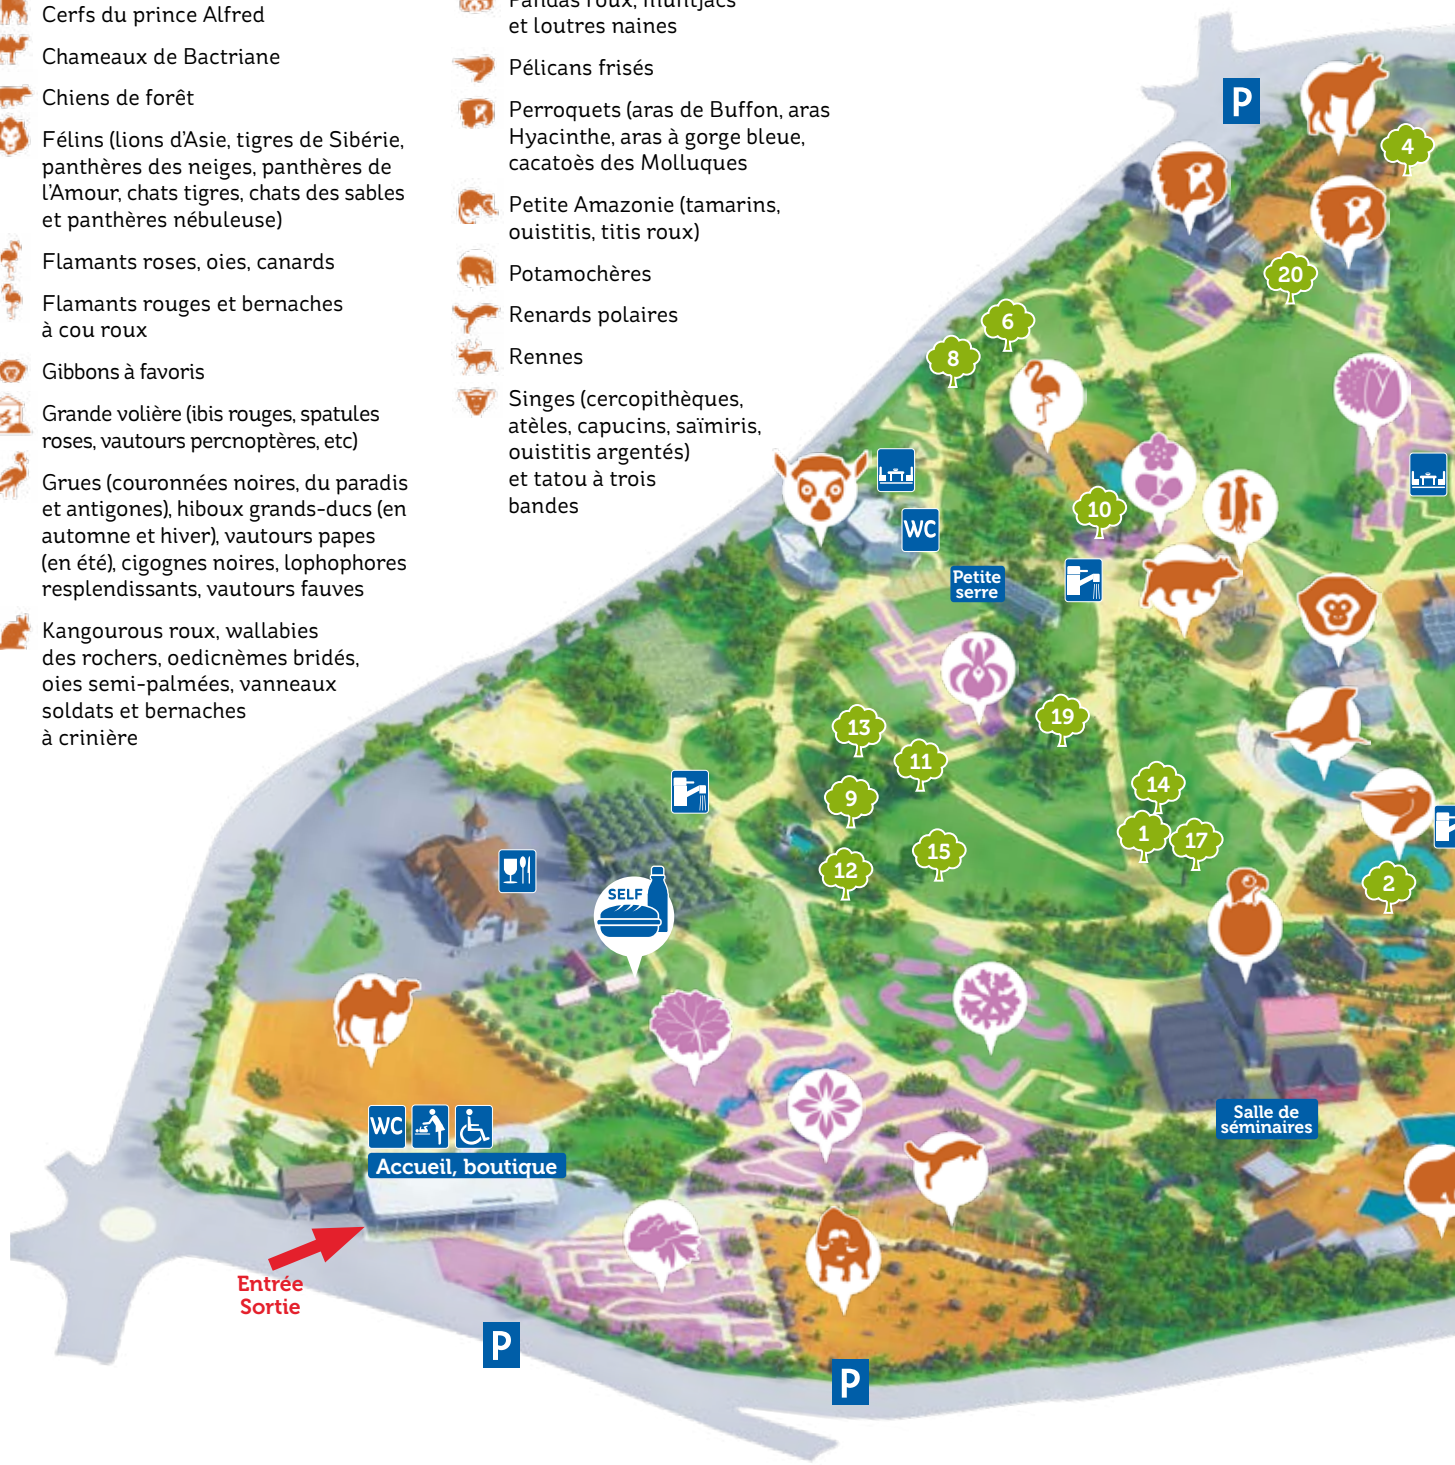 Cerfs du prince Alfred
Chameaux de Bactriane
Chiens de forêt
Félins (lions d'Asie, tigres de Sibérie,
panthères des neiges, panthères de
l'Amour, chats tigres, chats des sables
et panthères nébuleuse)
Flamants roses, oies, canards
Flamants rouges et bernaches
à cou roux
Gibbons à favoris
Grande volière (ibis rouges, spatules
roses, vautours percnoptères, etc)
Grues (couronnées noires, du paradis
et antigones), hiboux grands-ducs (en
automne et hiver), vautours papes
(en été), cigognes noires, lophophores
resplendissants, vautours fauves
Kangourous roux, wallabies
des rochers, oedicnèmes bridés,
oies semi-palmées, vanneaux
soldats et bernaches
à crinière
Pandas roux, muntjacs
et loutres naines
Pélicans frisés
Perroquets (aras de Buffon, aras
Hyacinthe, aras à gorge bleue,
cacatoès des Molluques
Petite Amazonie (tamarins,
ouistitis, titis roux)
Potamochères
Renards polaires
Rennes
Singes (cercopithèques,
atèles, capucins, saïmiris,
ouistitis argentés)
et tatou à trois
bandes
P
4
20
6
8
10
WC
Petite
serre
19
13
11
9
14
1
17
15
12
2
SELF
WC
Accueil, boutique
Salle de
séminaires
Entrée
Sortie
P
P